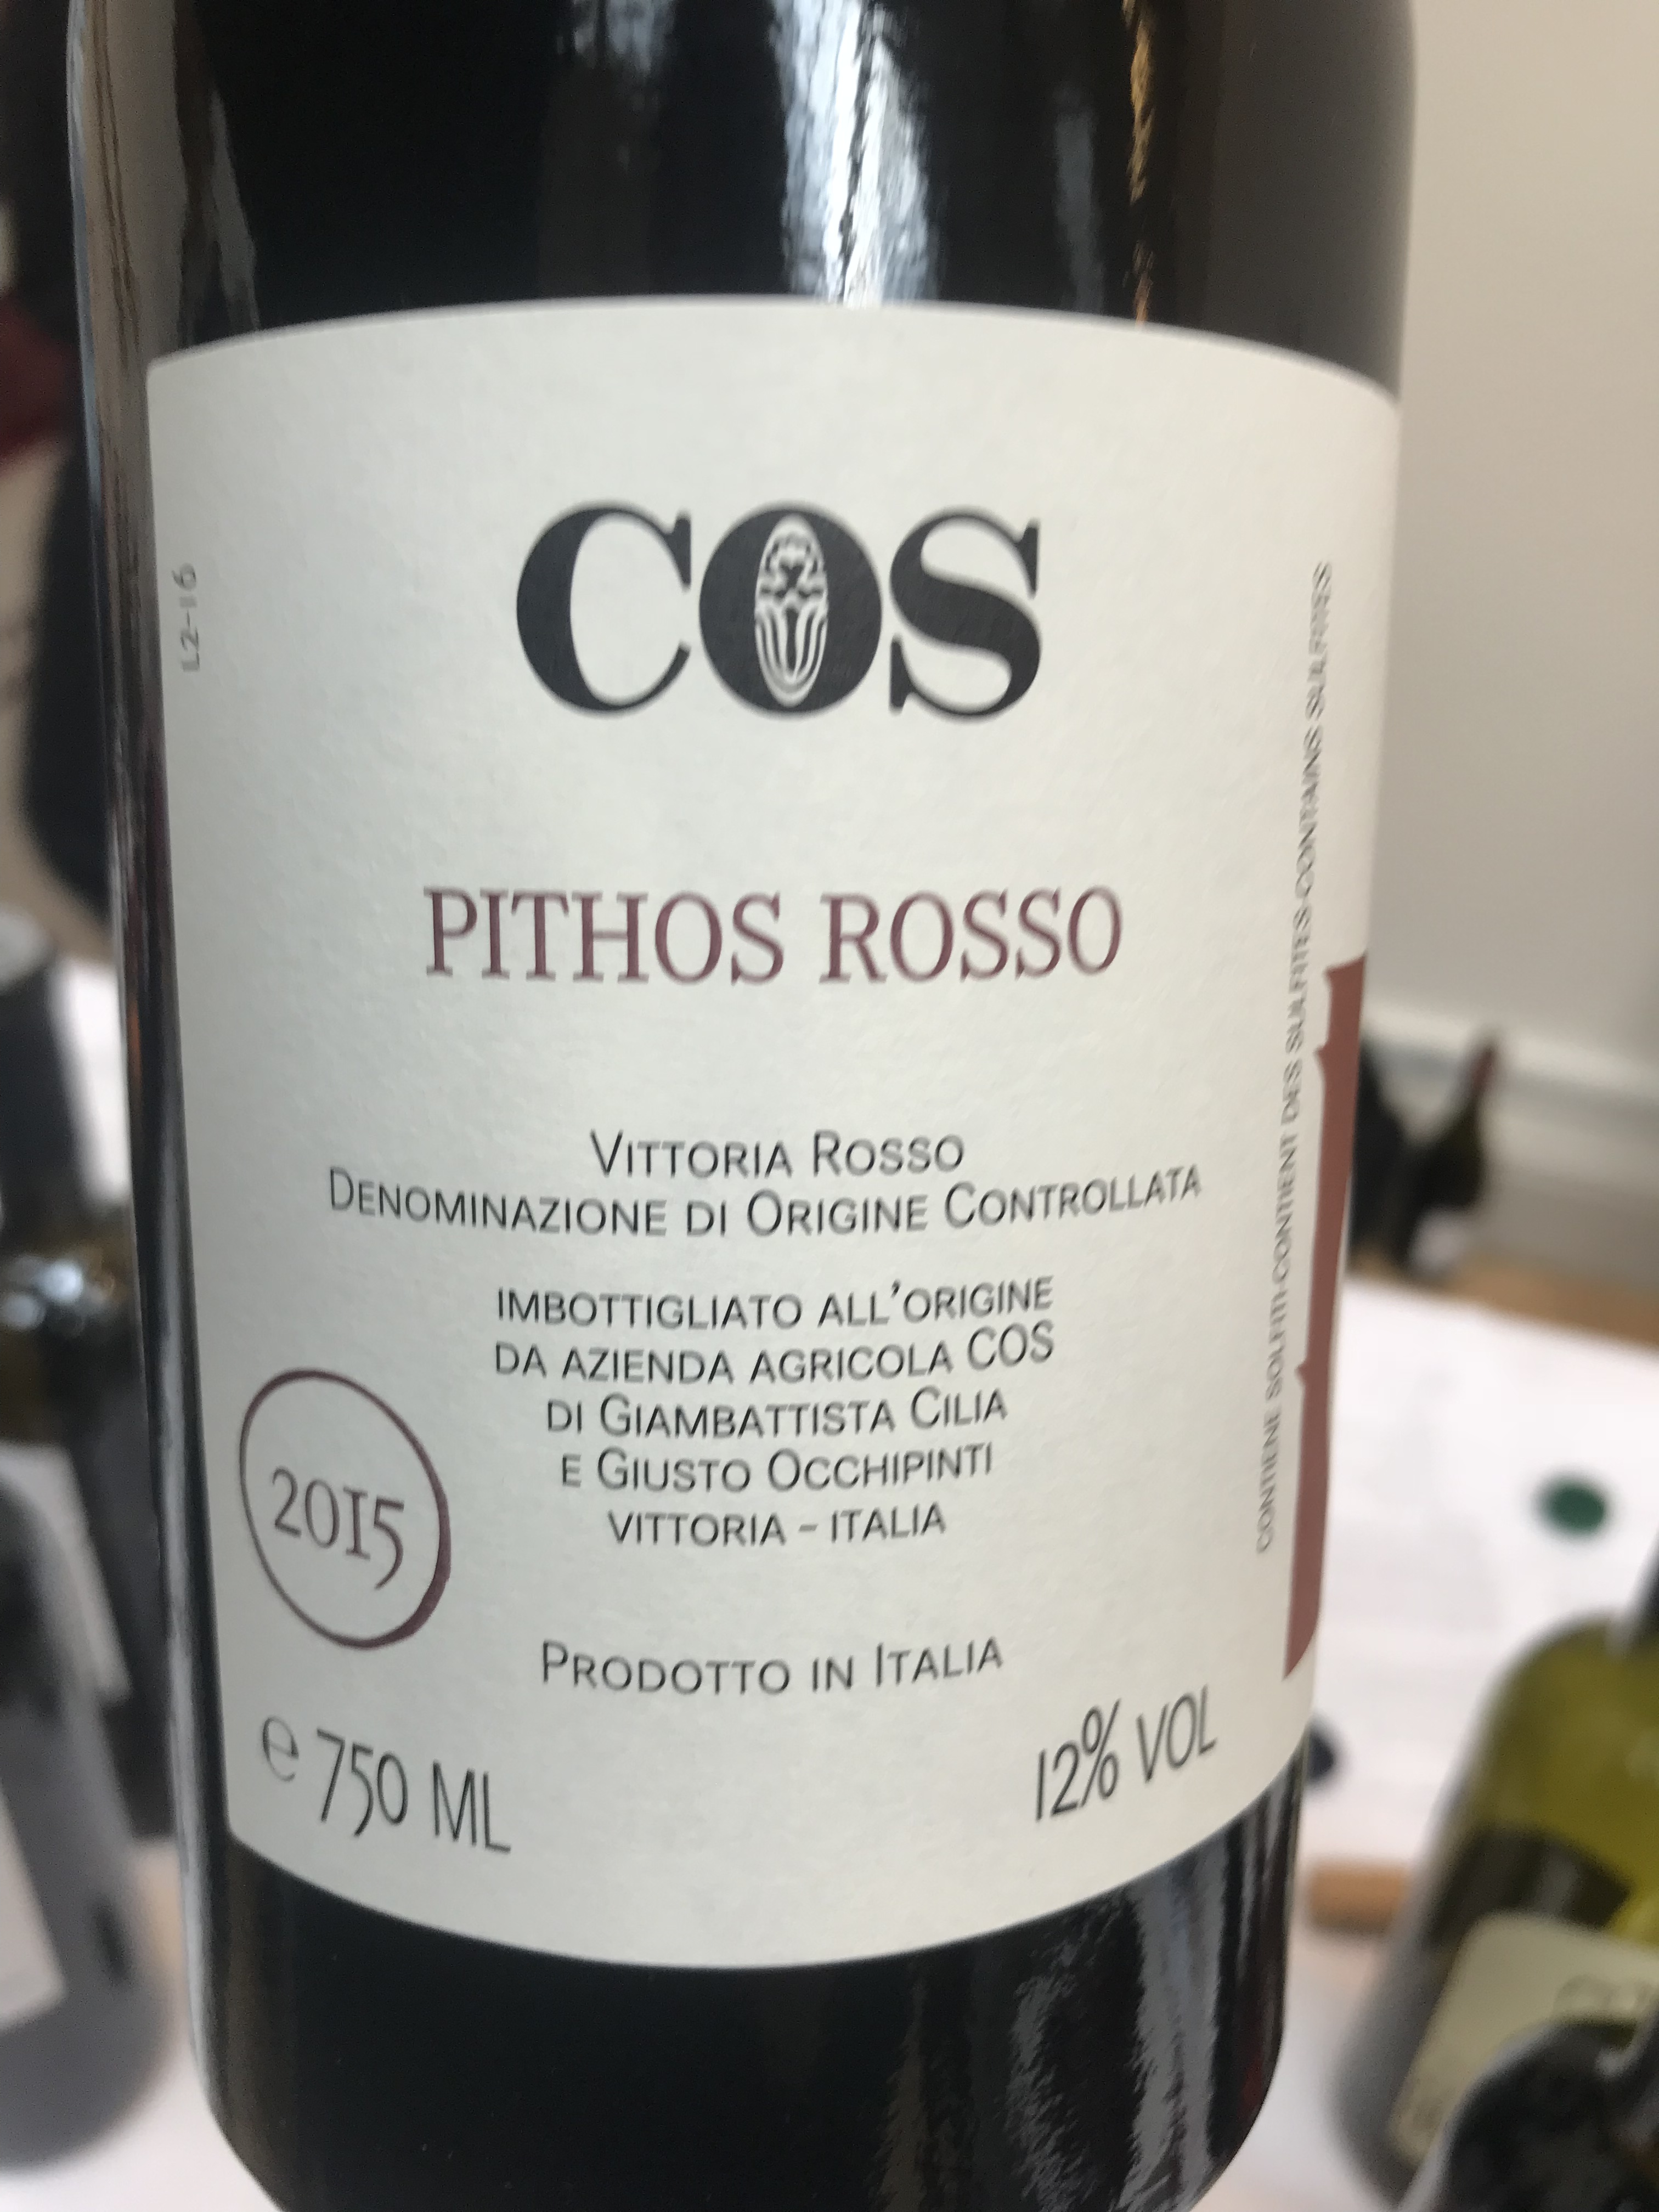 COS
PITHOS ROSSO
VITTORIA ROSSO
DENOMINAZIONE DI ORIGINE CONTROLLATA
IMBOTTIGLIATO ALL'ORIGINE
DA AZIENDA AGRICOLA COS
DI GIAMBATTISTA CILIA
E GIUSTO OCCHIPINTI
VITTORIA - ITALIA
2015
PRODOTTO IN ITALIA
e 750 ML
12% VOL
L2-116
CONTIENE SOLFITI-CONTIENT DES SULFITES-CONTAINS SULFITES